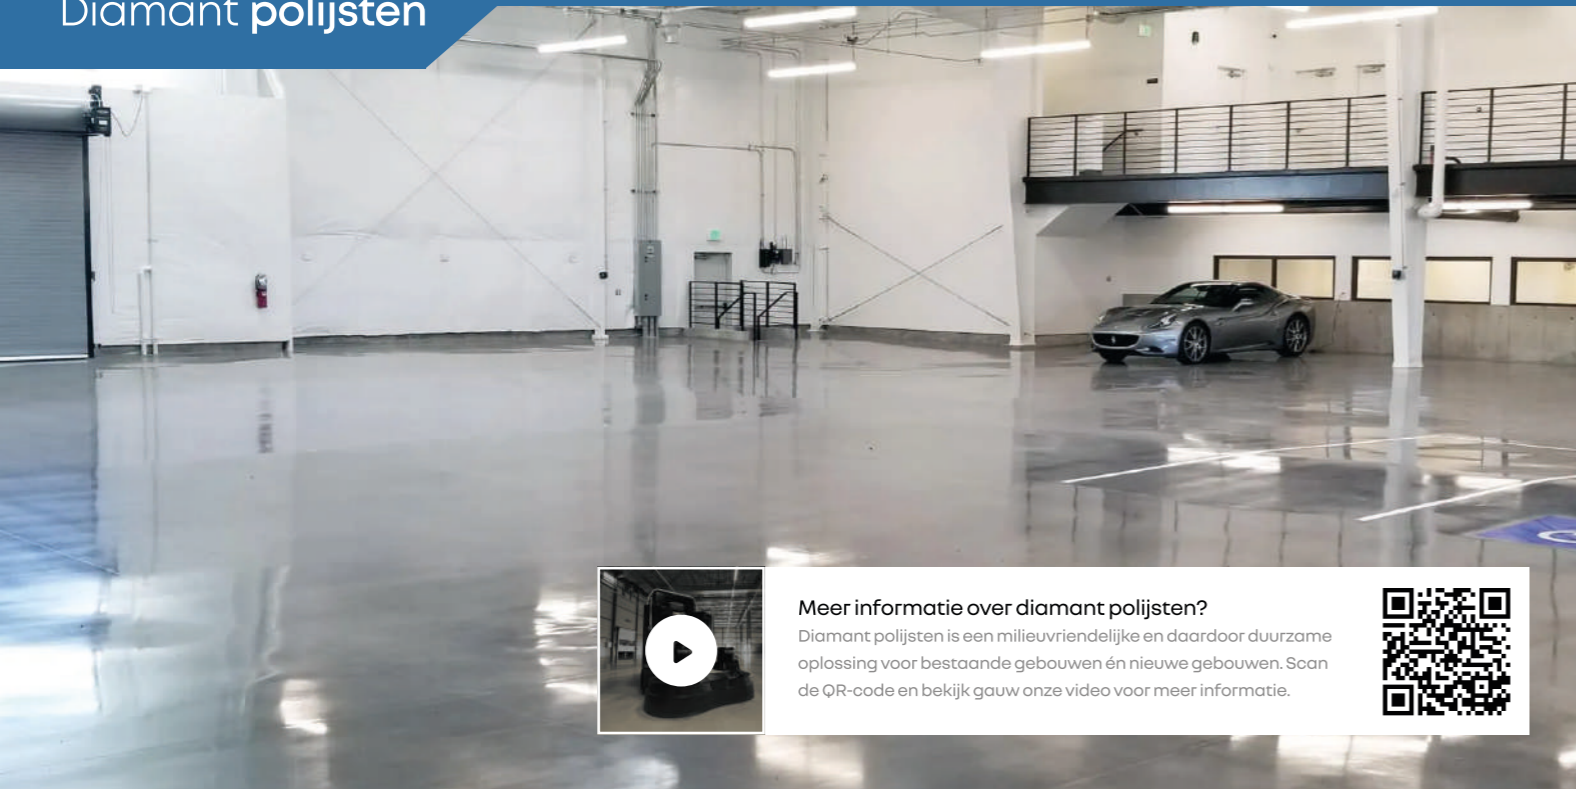 Diamant polijsten
Meer informatie over diamant polijsten?
Diamant polijsten is een milieuvriendelijke en daardoor duurzame
oplossing voor bestaande gebouwen én nieuwe gebouwen. Scan
de QR-code en bekijk gauw onze video voor meer informatie.